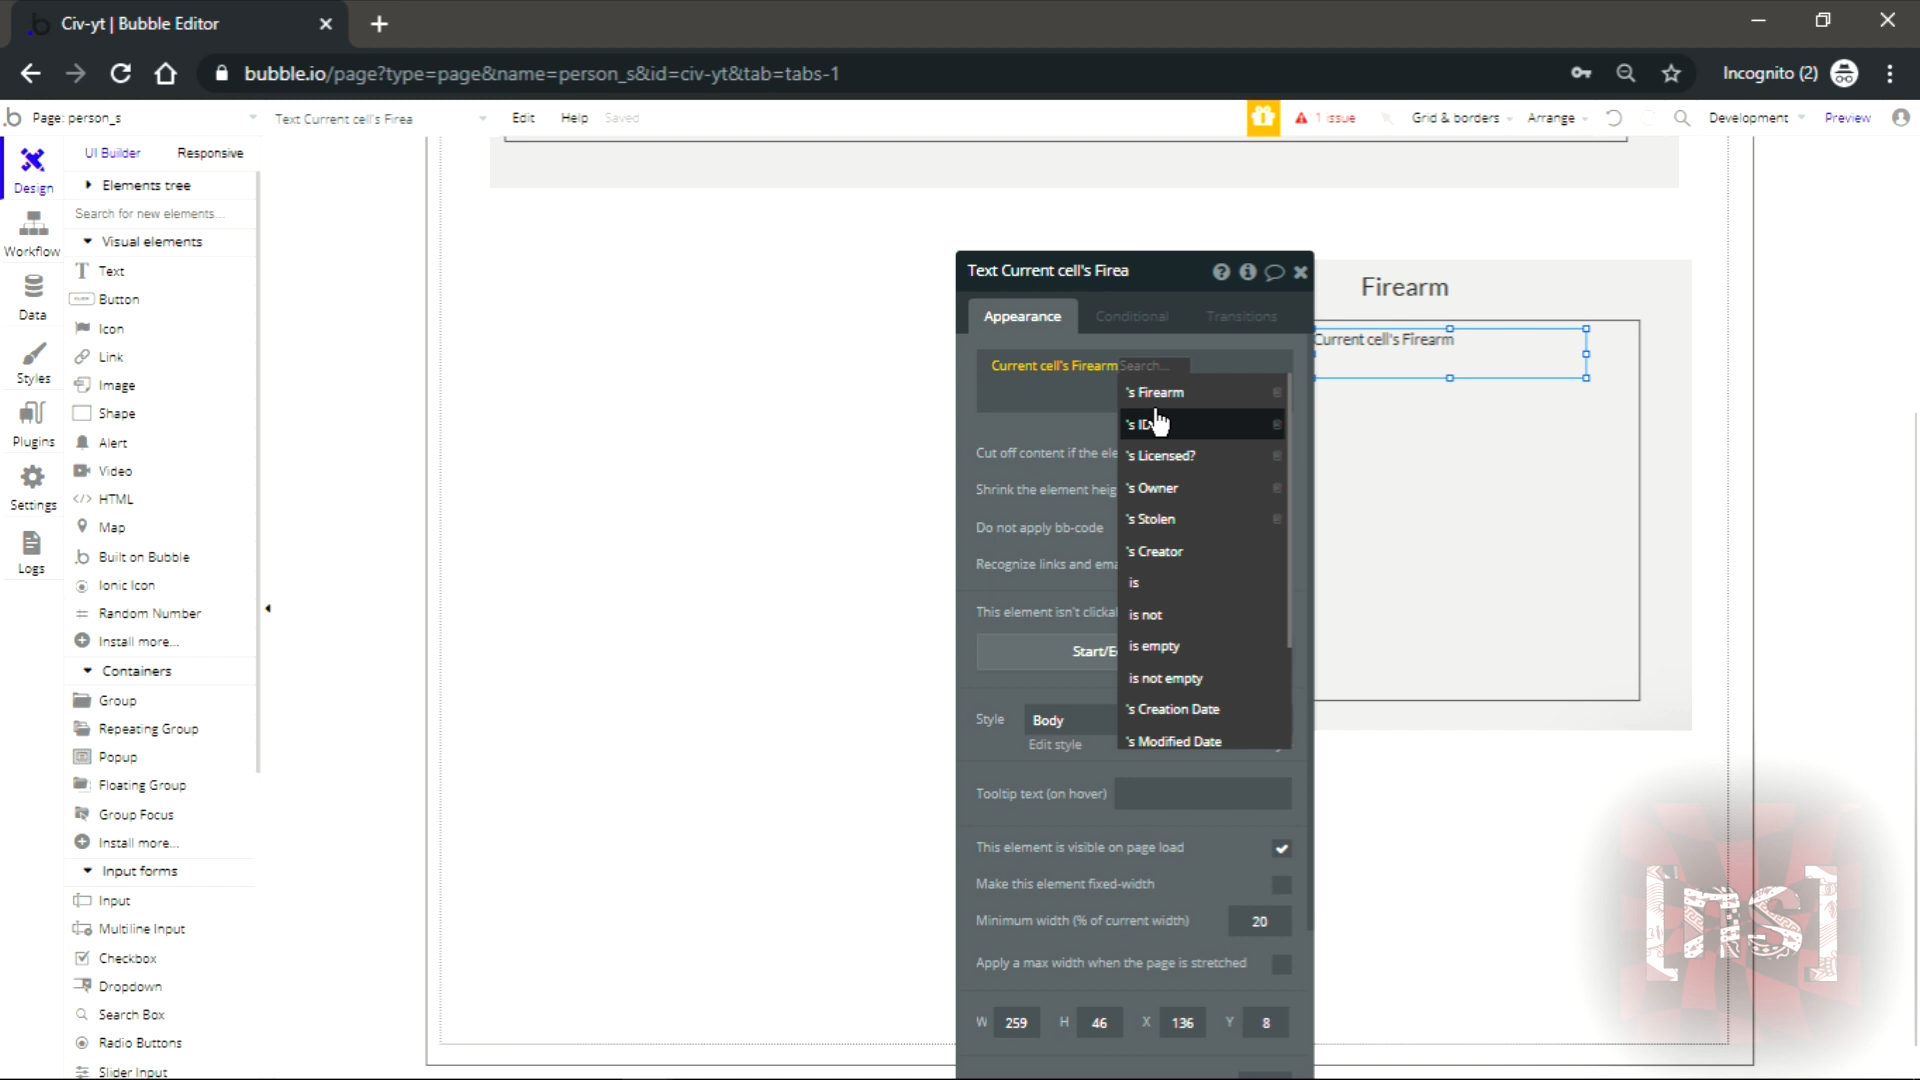 Civ-yt | Bubble Editor
bubble.io/page?type=page&name=person_s&id=civ-yt&tab=tabs-1
Incognito (2)
Page: person_s
Text Current cell's Firea
Edit
Help
Saved
1 issue
Grid & borders
Arrange
Development
Preview
Design
Workflow
Data
Styles
Plugins
Settings
Logs
UI Builder
Responsive
Elements tree
Search for new elements...
Visual elements
Text
Button
Icon
Link
Image
Shape
Alert
Video
HTML
Map
Built on Bubble
Ionic Icon
Random Number
Install more...
Containers
Group
Repeating Group
Popup
Floating Group
Group Focus
Install more...
Input forms
Input
Multiline Input
Checkbox
Dropdown
Search Box
Radio Buttons
Slider Input
Text Current cell's Firea
Appearance
Conditional
Transitions
Current cell's Firearm Search...
's Firearm
's ID
's Licensed?
's Owner
's Stolen
's Creator
is
is not
is empty
is not empty
's Creation Date
's Modified Date
Cut off content if the ele
Shrink the element heig
Do not apply bb-code
Recognize links and ema
This element isn't clicka
Start/E
Style
Body
Edit style
Tooltip text (on hover)
This element is visible on page load
Make this element fixed-width
Minimum width (% of current width)
20
Apply a max width when the page is stretched
W 259 H 46 X 136 Y 8
Firearm
Current cell's Firearm
[ns]